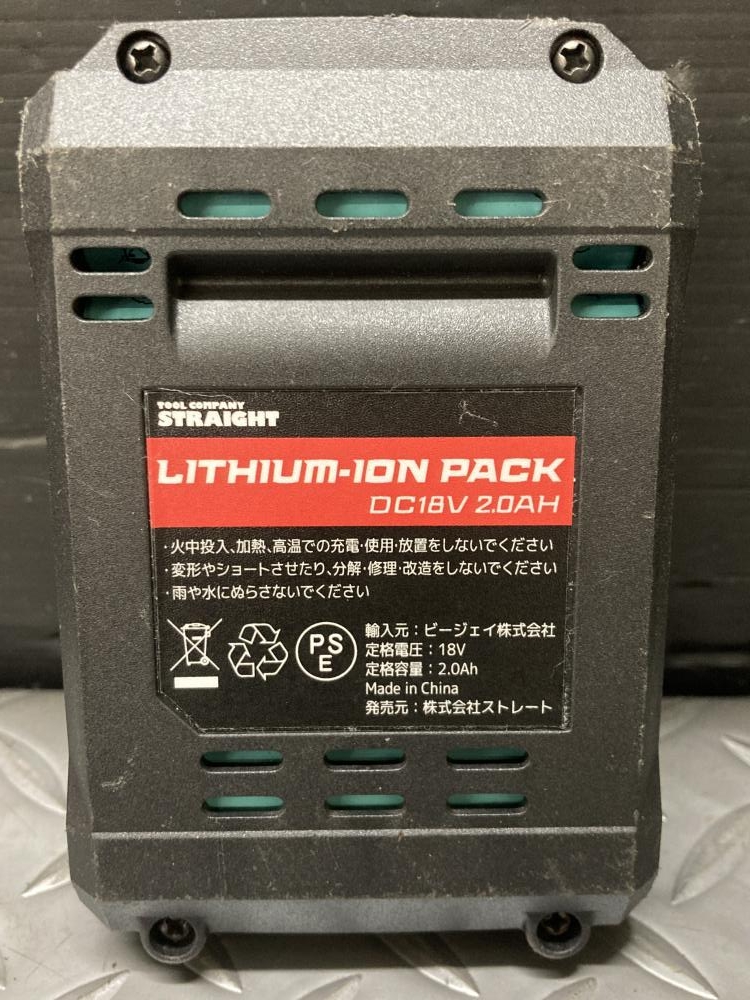 TOOL COMPANY
STRAIGHT
LITHIUM-ION PACK
DC18V 2.0AH
・火中投入、加熱、高温での充電・使用・放置をしないでください
・変形やショートさせたり、分解・修理・改造をしないでください
・雨や水にぬらさないでください
PS
E
輸入元：ビージェイ株式会社
定格電圧：18V
定格容量：2.0Ah
Made in China
発売元：株式会社ストレート